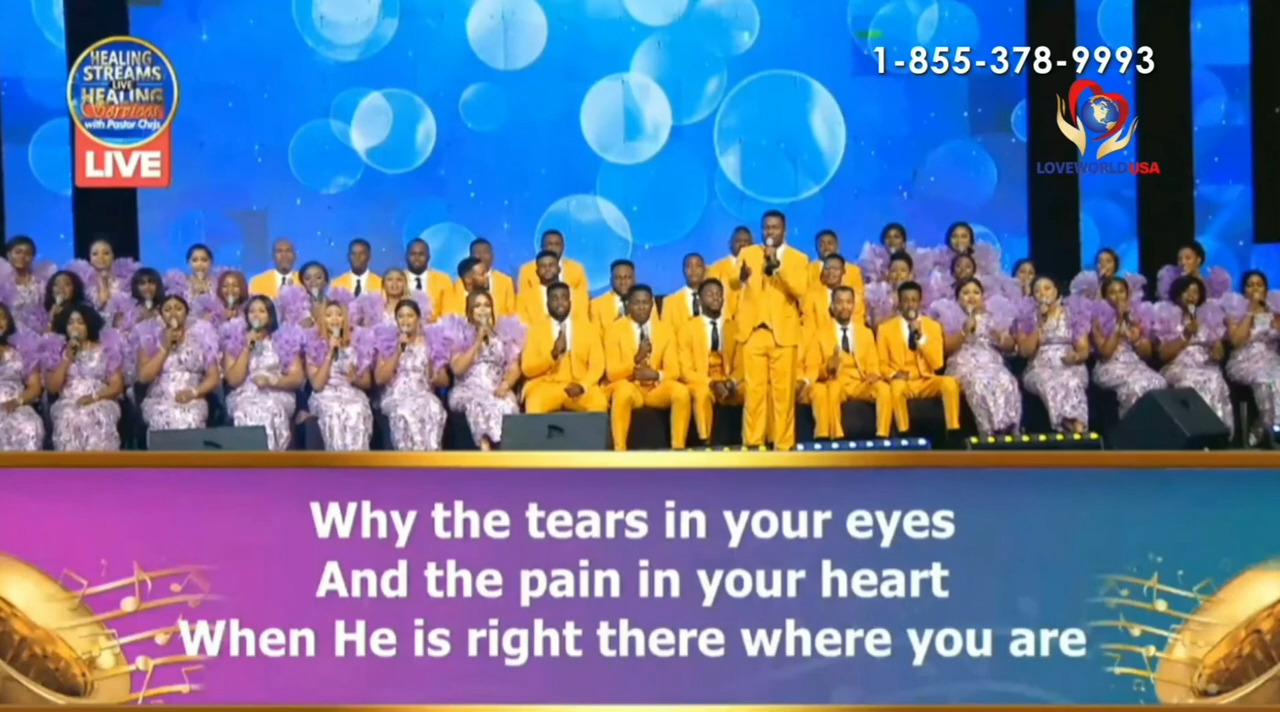 HEALING
STREAMS
LIVE
HEALING
Services
with Pastor Chris
LIVE
1-855-378-9993
LOVEWORLDUSA
Why the tears in your eyes
And the pain in your heart
When He is right there where you are